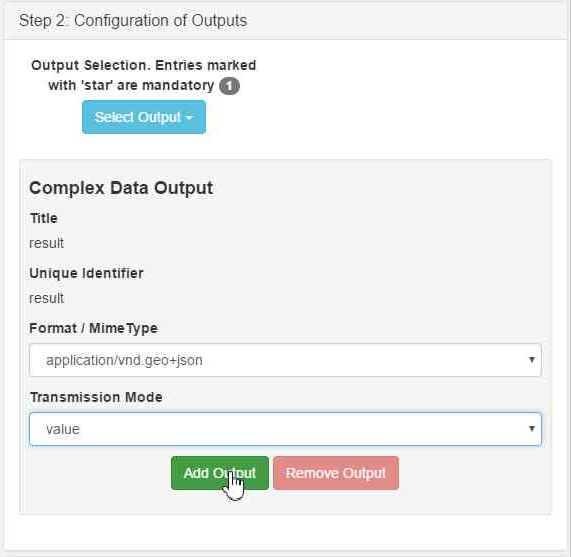 Step 2: Configuration of Outputs
Output Selection. Entries marked
with 'star' are mandatory 1
Select Output
Complex Data Output
Title
result
Unique Identifier
result
Format / MimeType
application/vnd.geo+json
Transmission Mode
value
Add Output Remove Output